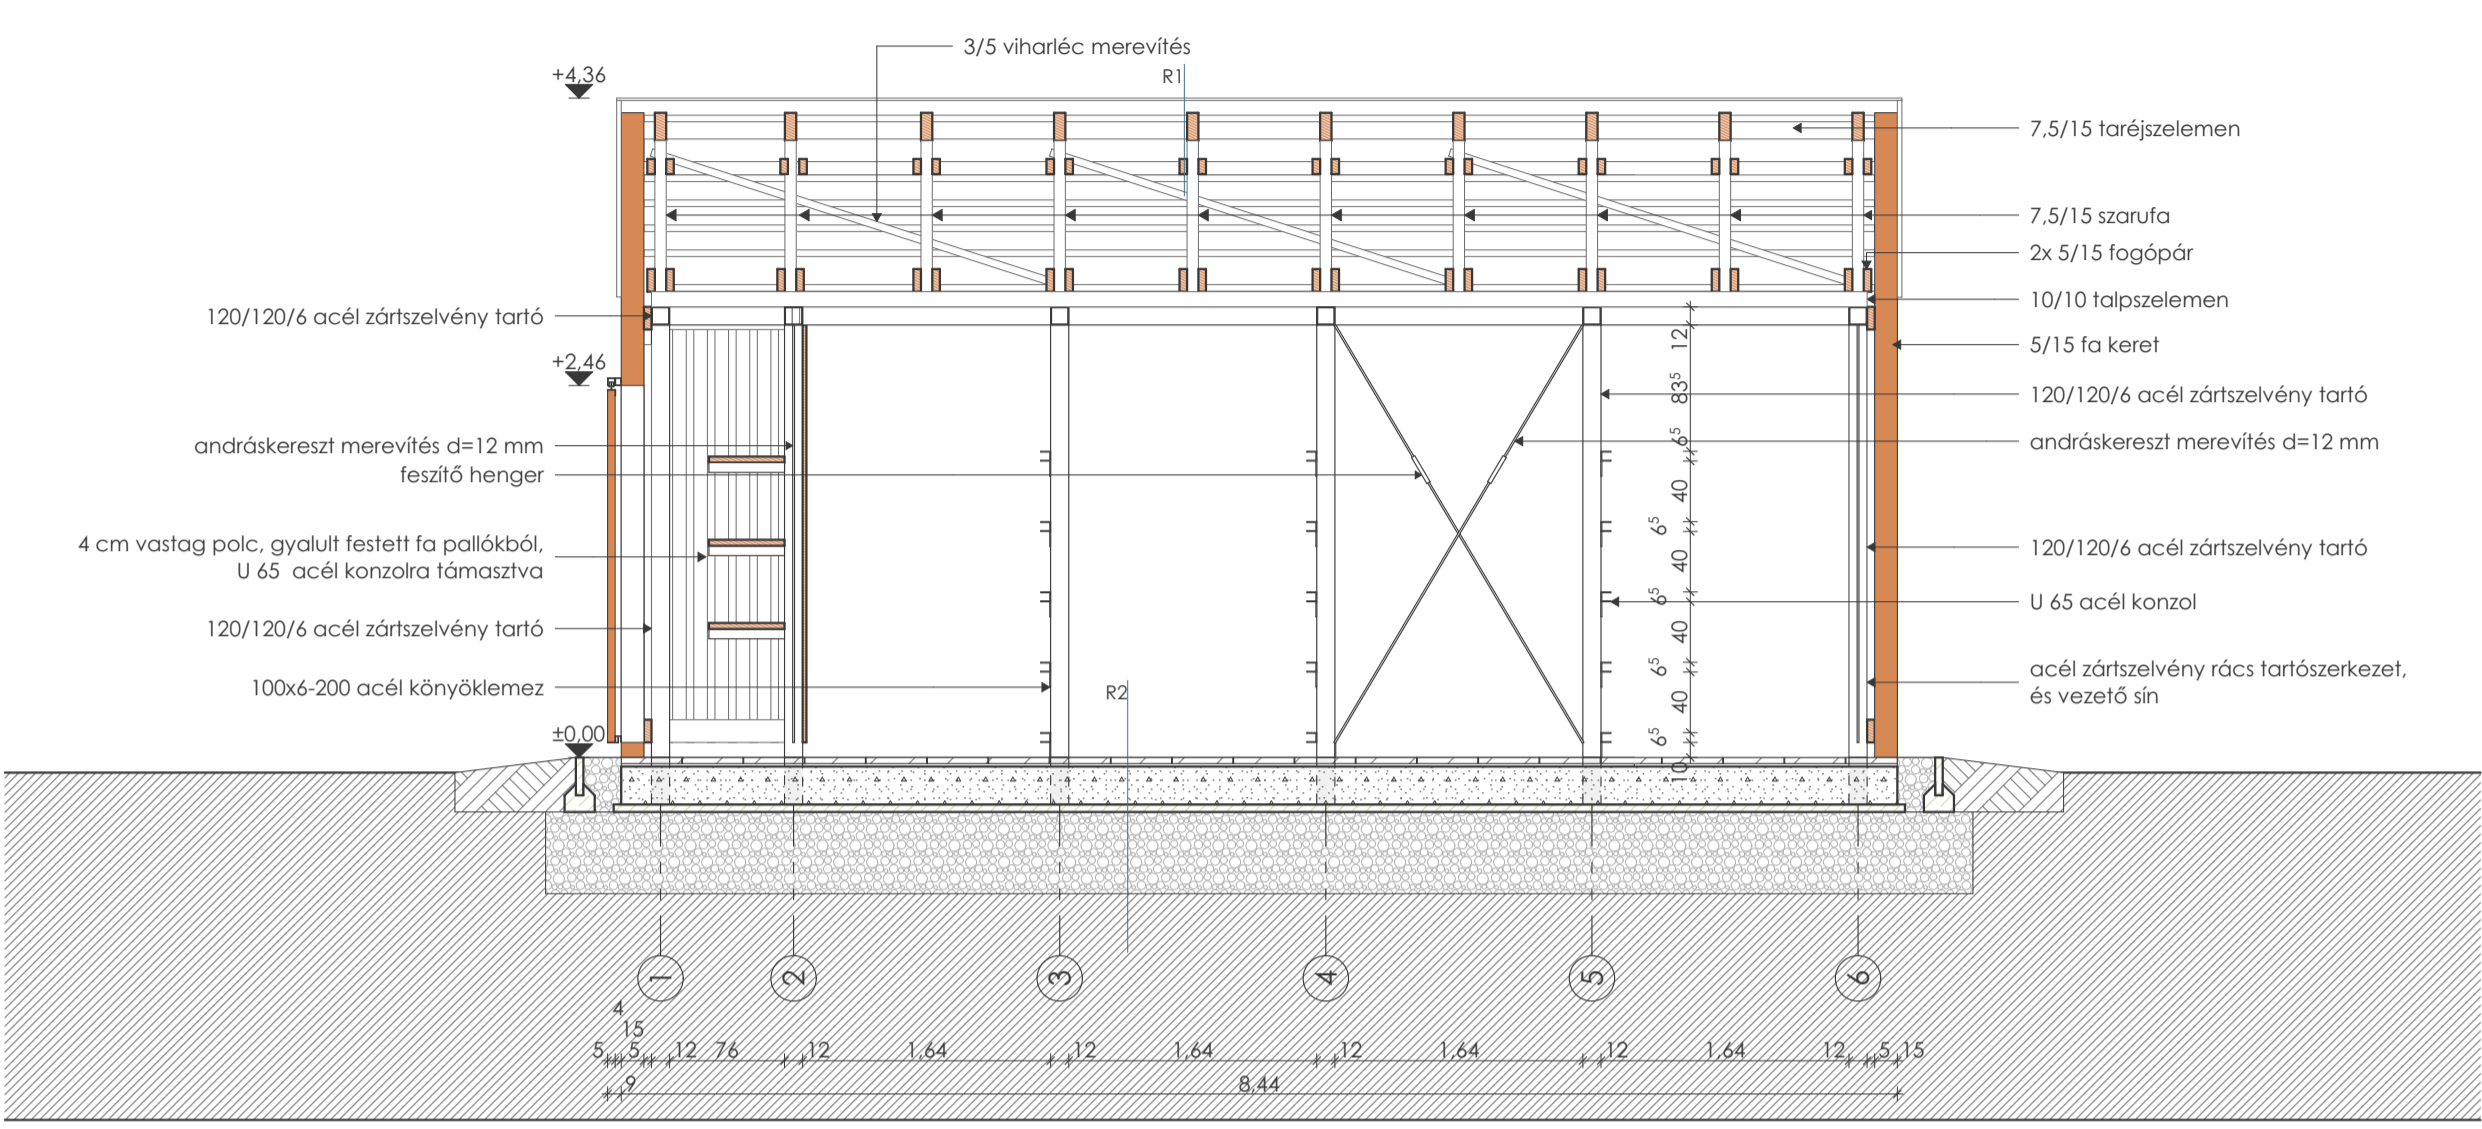 3/5 viharléc merevítés
R1
+4,36
7,5/15 taréjszelemen
7,5/15 szarufa
2x 5/15 fogópár
10/10 talpszelemen
120/120/6 acél zártszelvény tartó
5/15 fa keret
+2,46
120/120/6 acél zártszelvény tartó
andráskereszt merevítés d=12 mm
andráskereszt merevítés d=12 mm
feszítő henger
4 cm vastag polc, gyalult festett fa pallókból,
U 65 acél konzolra támasztva
120/120/6 acél zártszelvény tartó
U 65 acél konzol
120/120/6 acél zártszelvény tartó
acél zártszelvény rács tartószerkezet,
és vezető sín
100x6-200 acél könyöklemez
R2
±0,00
12
83⁵
6⁵
40
6⁵
40
6⁵
40
6⁵
40
6⁵
10
1
2
3
4
5
6
4
15
5 5 12 76 12 1,64 12 1,64 12 1,64 12 1,64 12 5 15
9 8,44